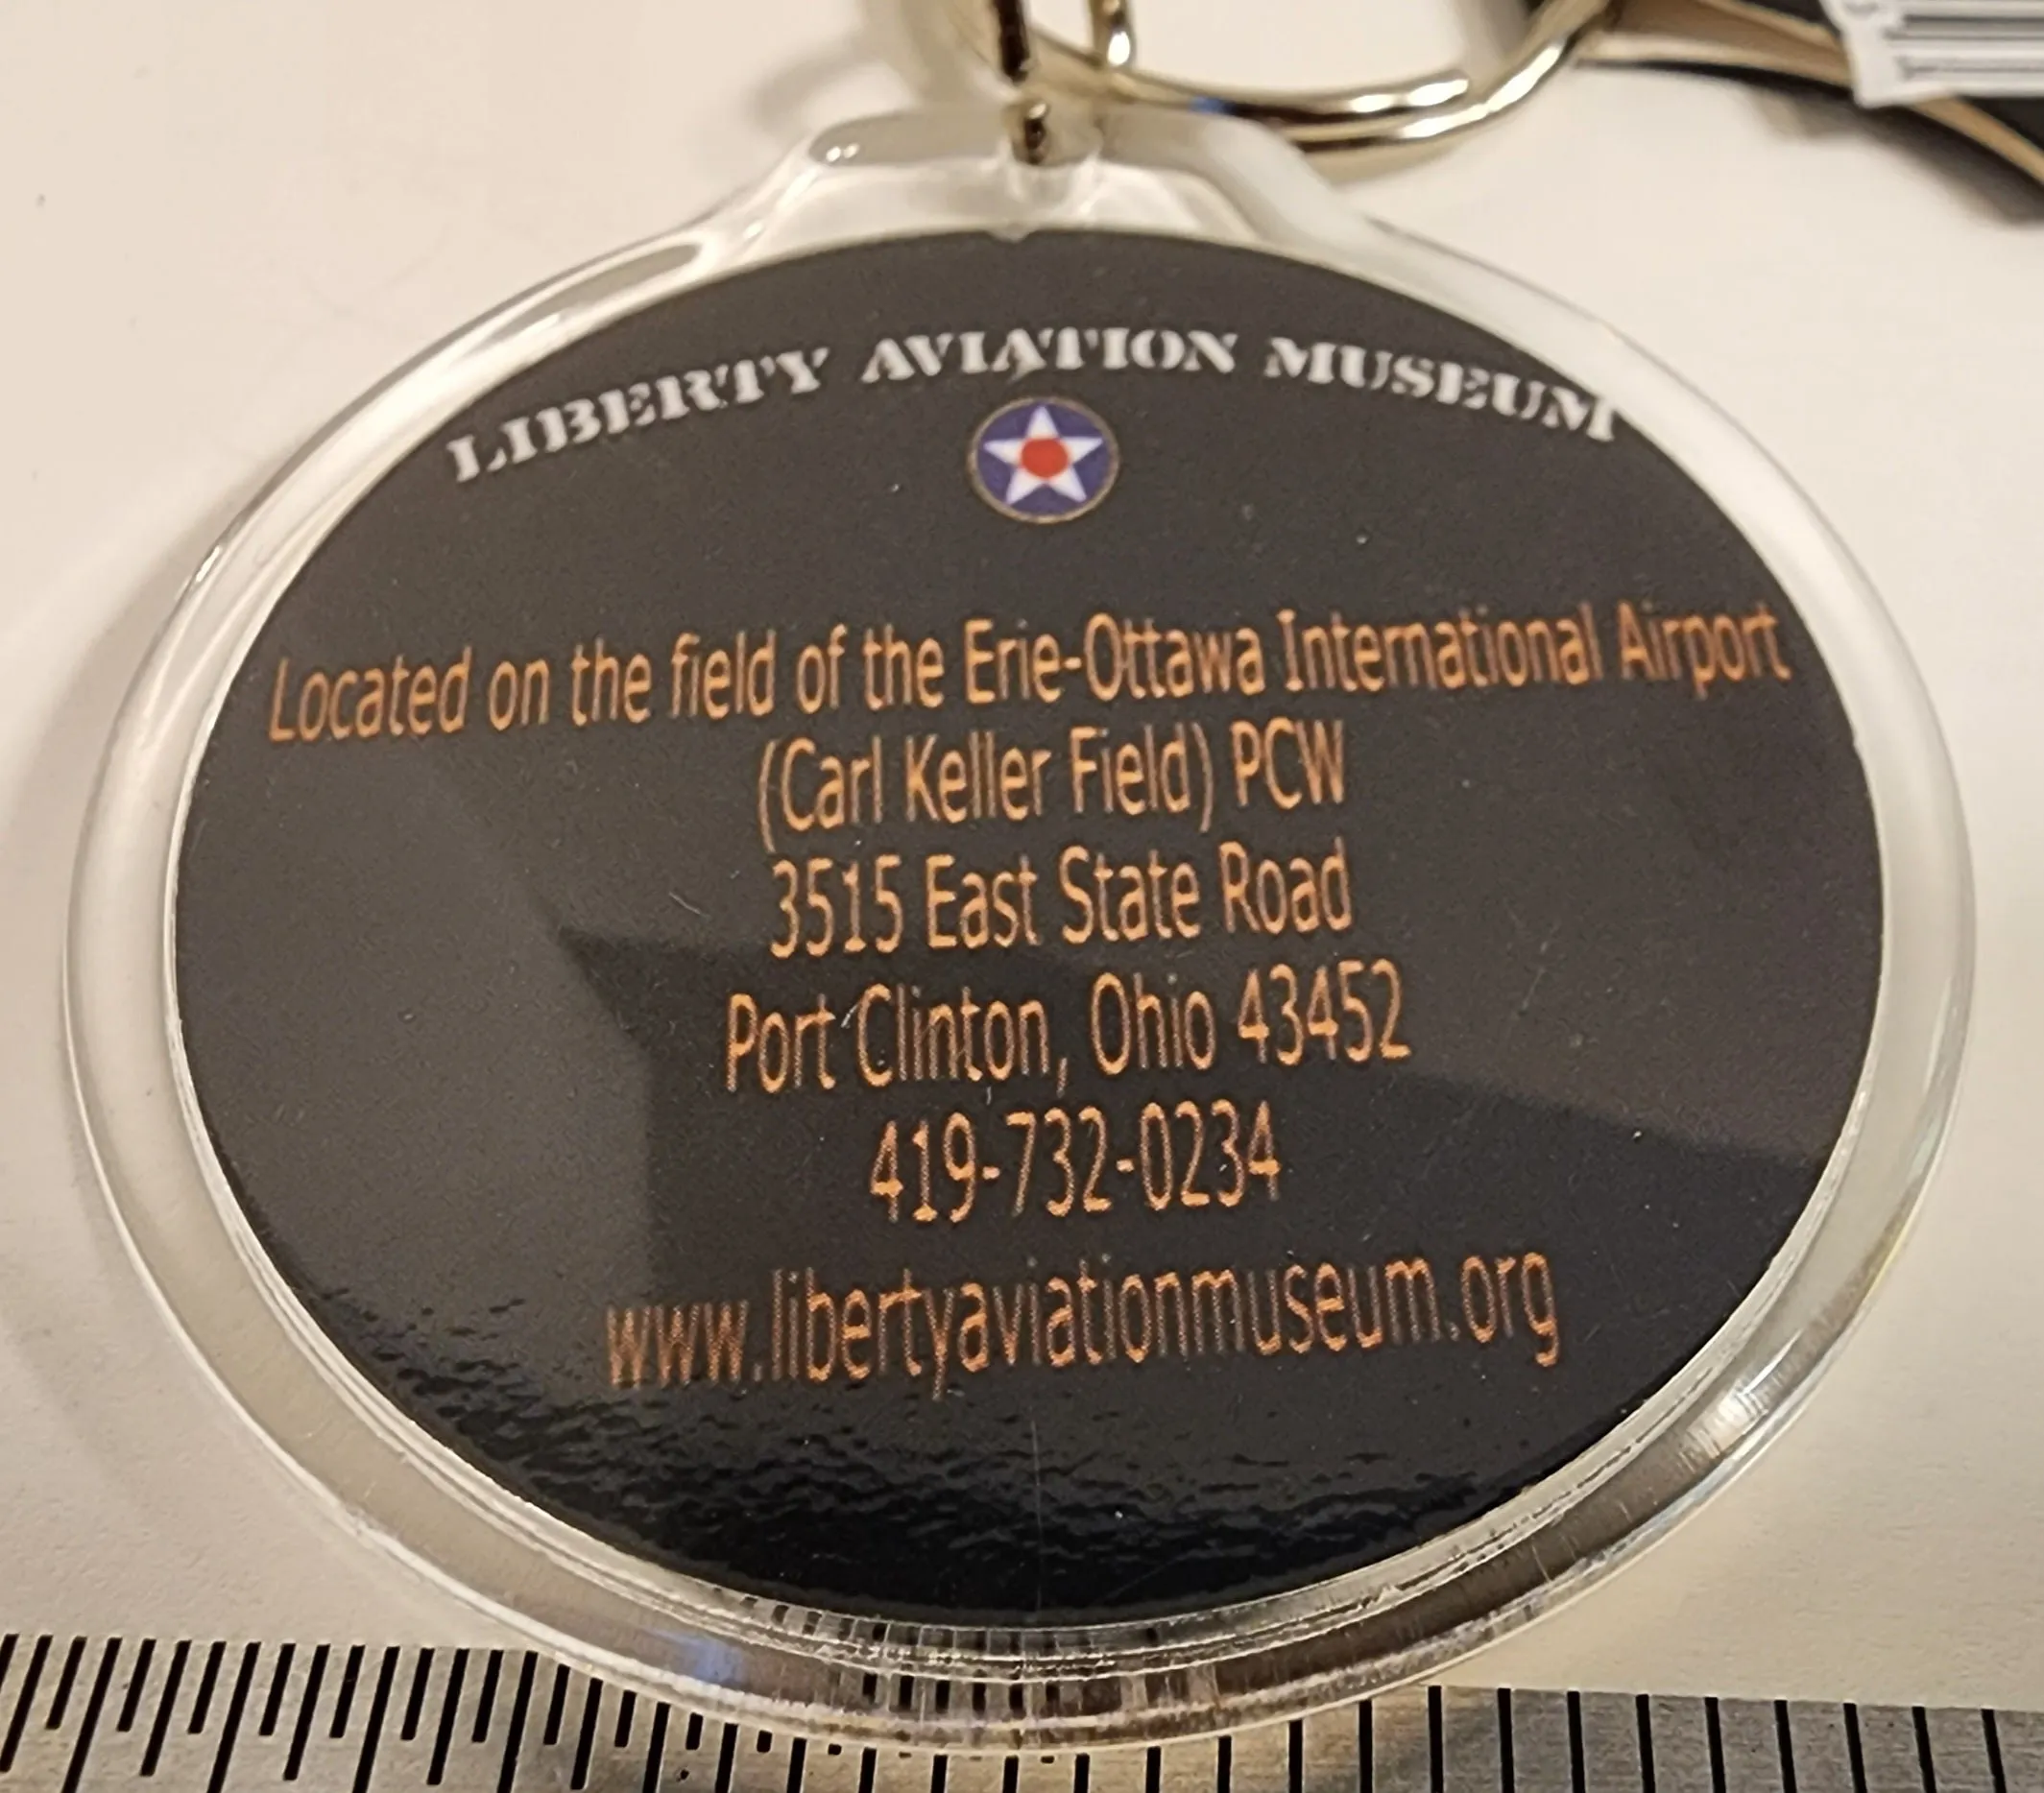 LIBERTY AVIATION MUSEUM
Located on the field of the Erie-Ottawa International Airport
(Carl Keller Field) PCW
3515 East State Road
Port Clinton, Ohio 43452
419-732-0234
www.libertyaviationmuseum.org